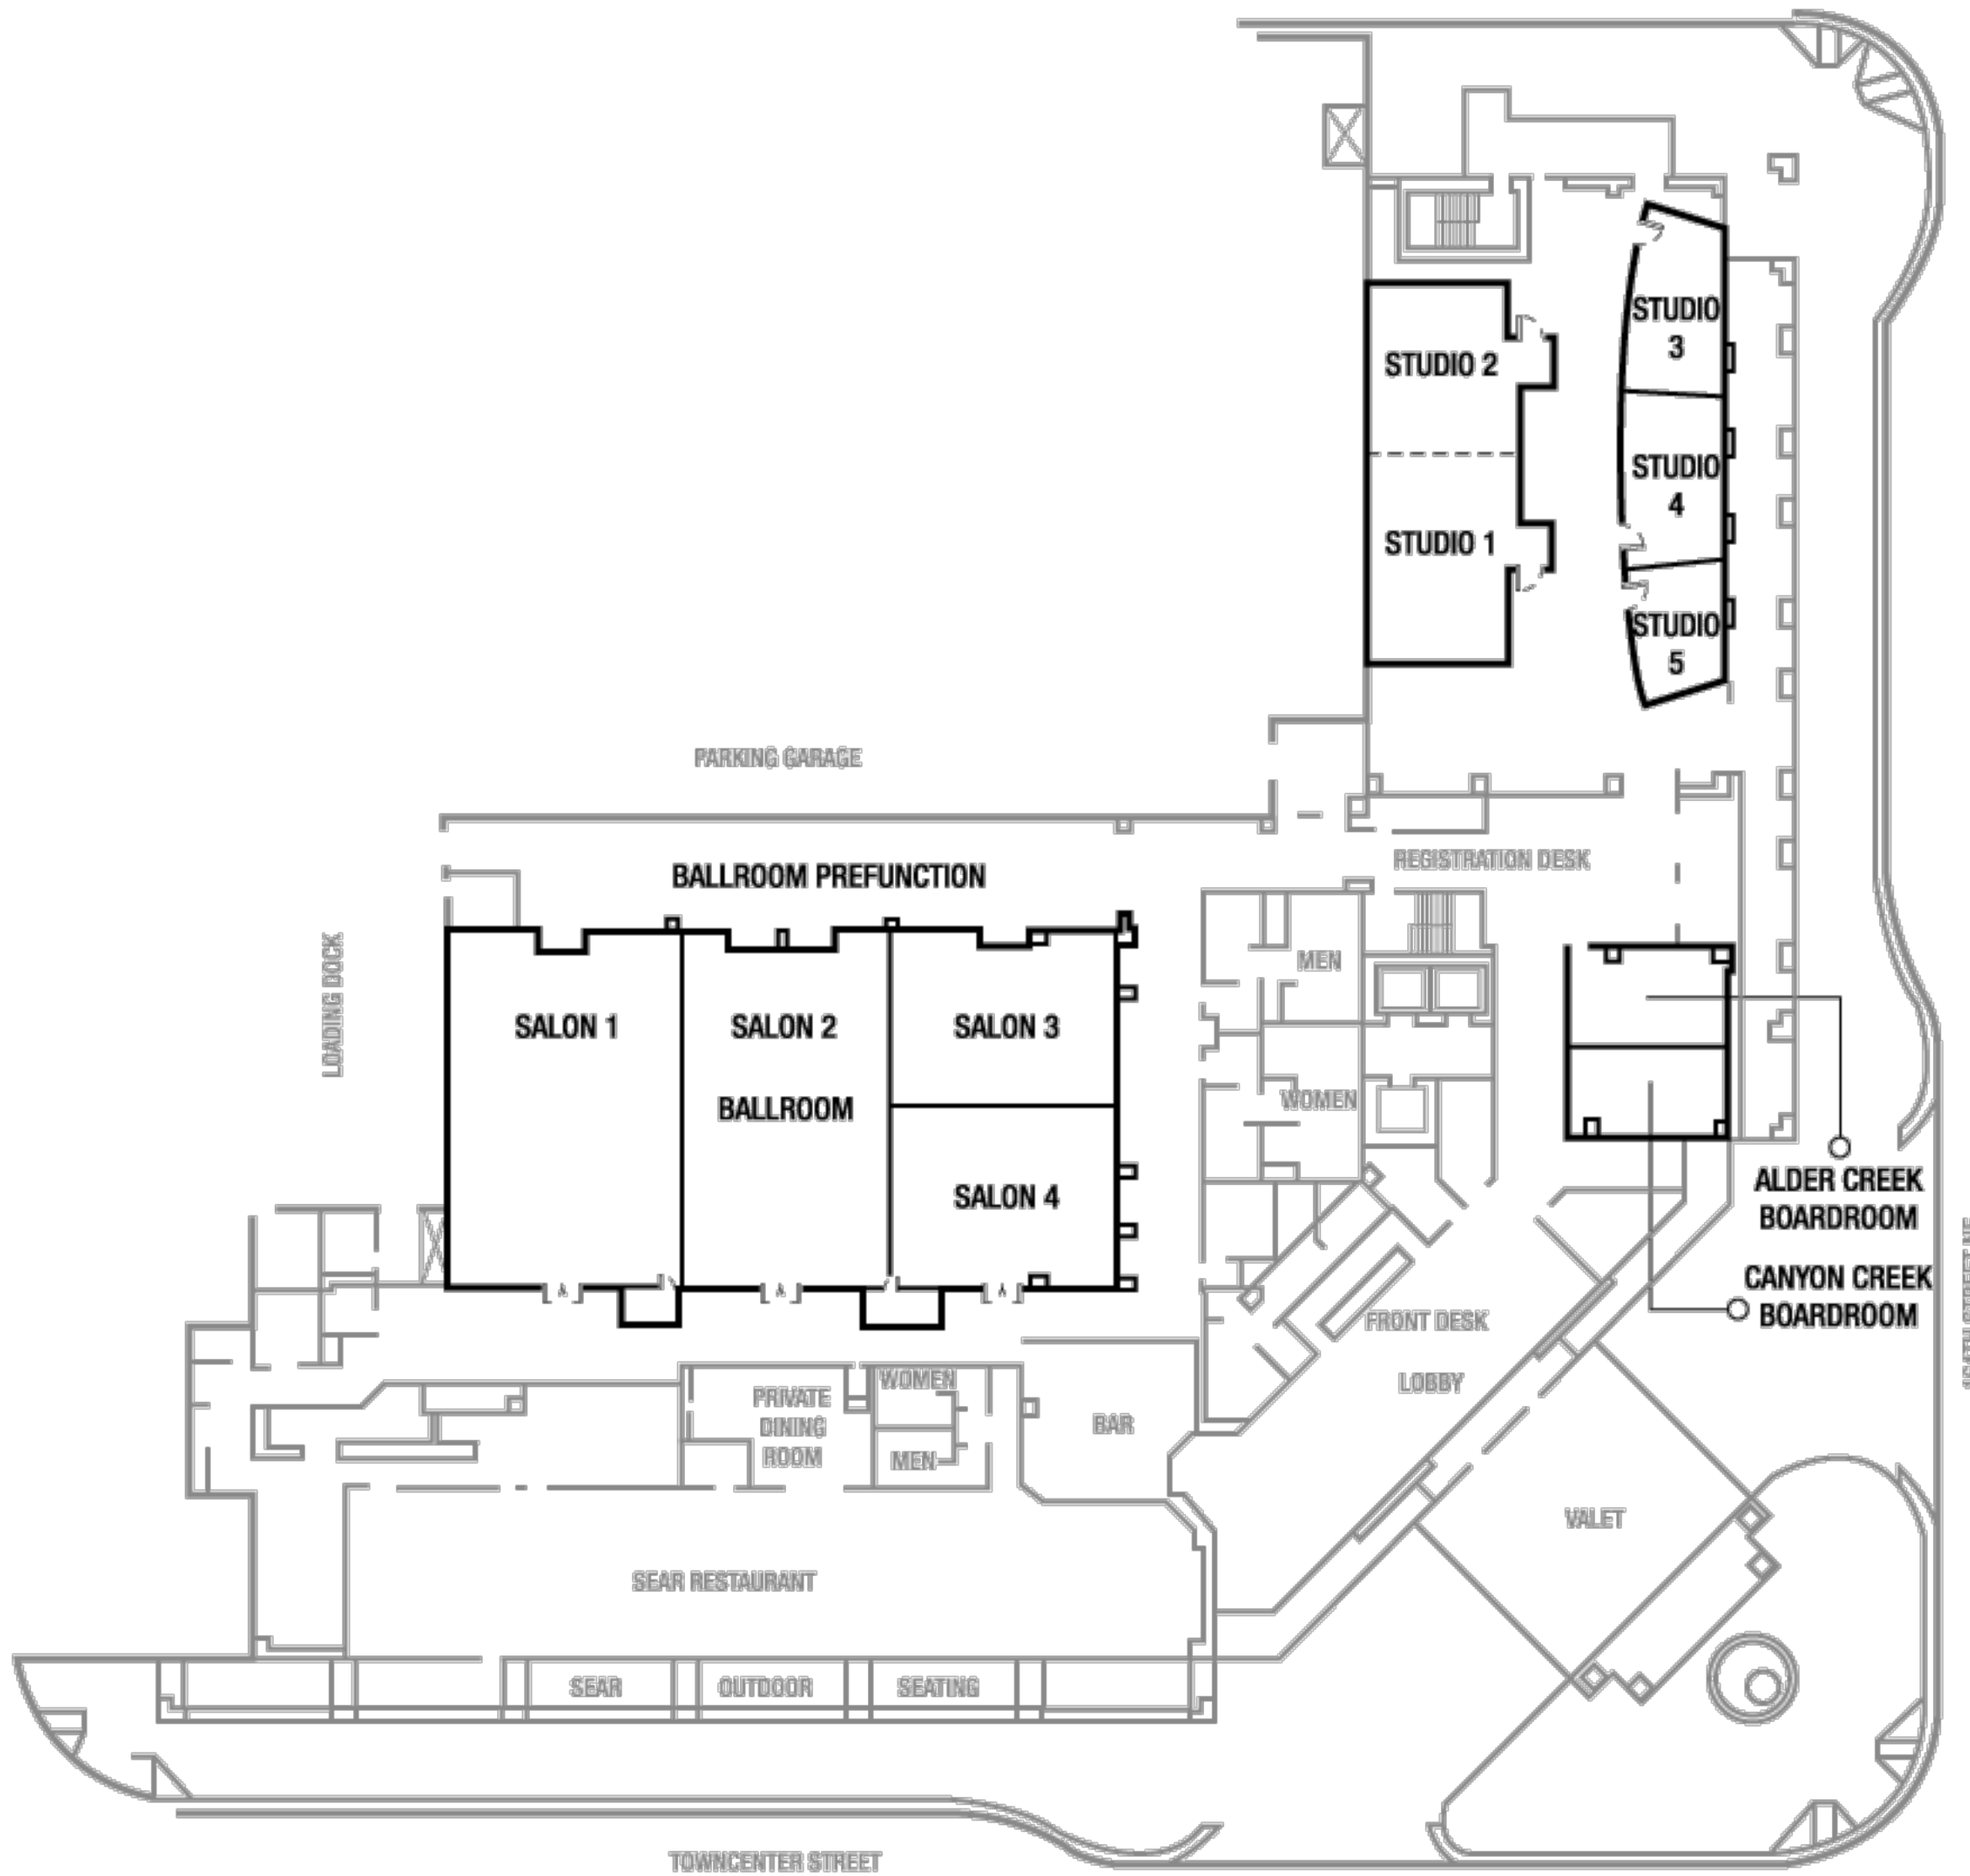 STUDIO
3
STUDIO 2
STUDIO
4
STUDIO 1
STUDIO
5
PARKING GARAGE
REGISTRATION DESK
BALLROOM PREFUNCTION
LOADING DOCK
MEN
SALON 1
SALON 2
SALON 3
WOMEN
BALLROOM
ALDER CREEK
BOARDROOM
SALON 4
CANYON CREEK
BOARDROOM
FRONT DESK
LOBBY
WOMEN
PRIVATE
DINING
ROOM
BAR
MEN
VALET
SEAR RESTAURANT
SEAR
OUTDOOR
SEATING
TOWNCENTER STREET